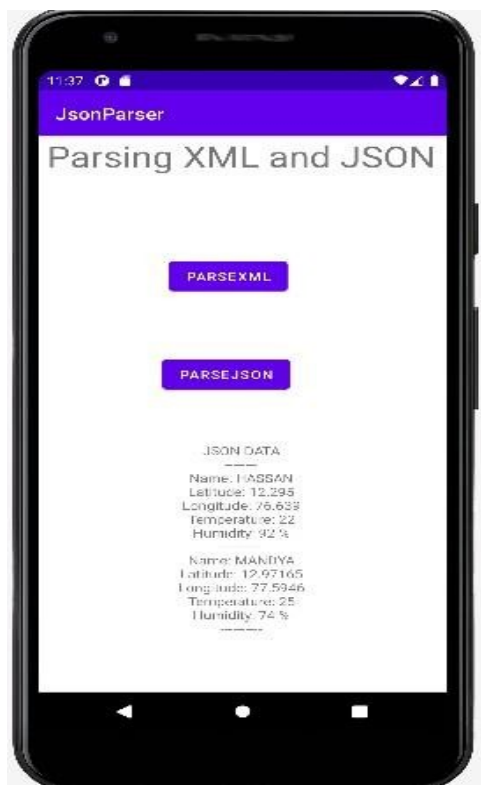 11:37
JsonParser
Parsing XML and JSON
PARSEXML
PARSEJSON
JSON DATA
--------
Name: HASSAN
Latitude: 12.295
Longitude: 76.639
Temperature: 22
Humidity 92 %
Name: MANDYA
Latitude: 12.97165
Longitude: 77.5946
Temperature: 25
Humidity 74 %
---------